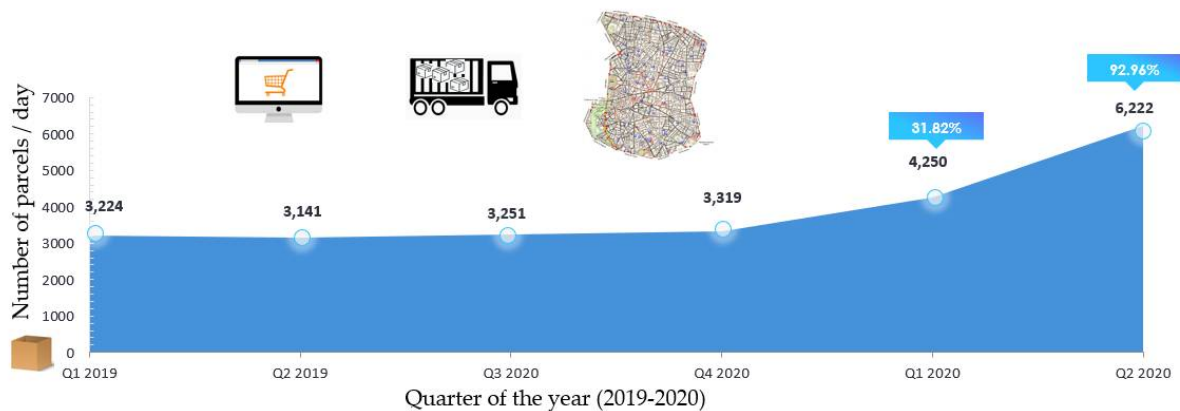 92.96%
7000
6,222
6000
31.82%
5000
4,250
4000
3,224
3,141
3,251
3,319
3000
2000
1000
0
Number of parcels / day
Q1 2019
Q2 2019
Q3 2020
Q4 2020
Q1 2020
Q2 2020
Quarter of the year (2019-2020)